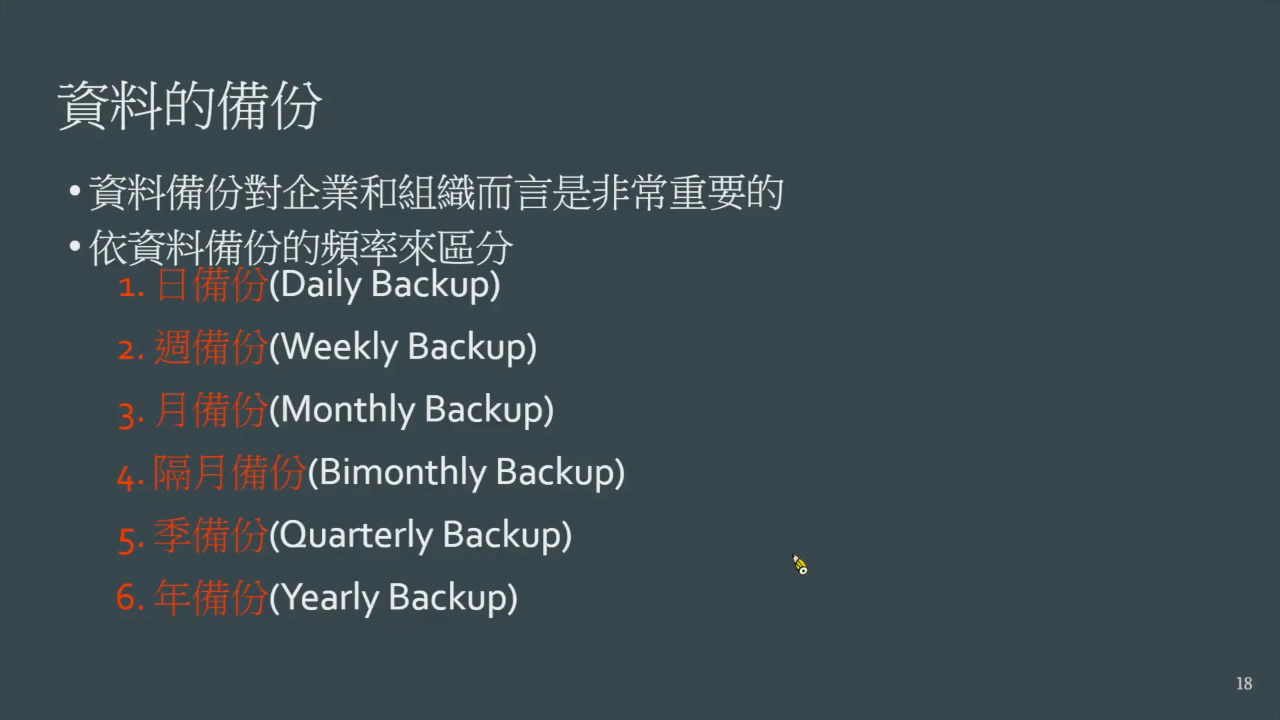 資料的備份
•資料備份對企業和組織而言是非常重要的
•依資料備份的頻率來區分
1. 日備份(Daily Backup)
2. 週備份(Weekly Backup)
3. 月備份(Monthly Backup)
4. 隔月備份(Bimonthly Backup)
5. 季備份(Quarterly Backup)
6. 年備份(Yearly Backup)
18